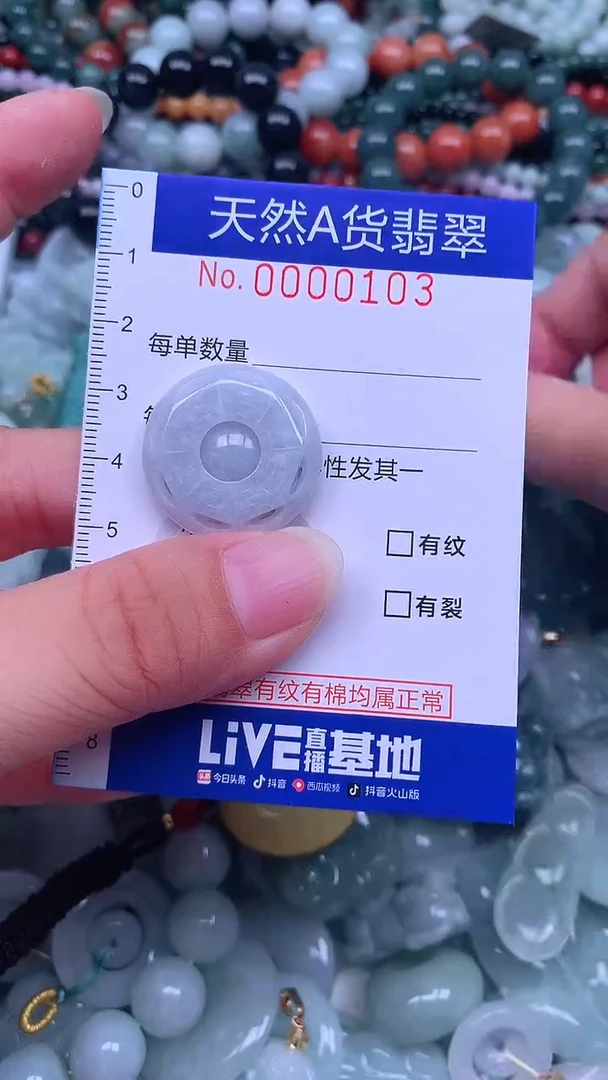 天然A货翡翠
No. 0000103
每单数量
性发其一
有纹
有裂
翠有纹有棉均属正常
LiVE直播基地
今日头条 抖音 西瓜视频 抖音火山版
0
1
2
3
4
5
8